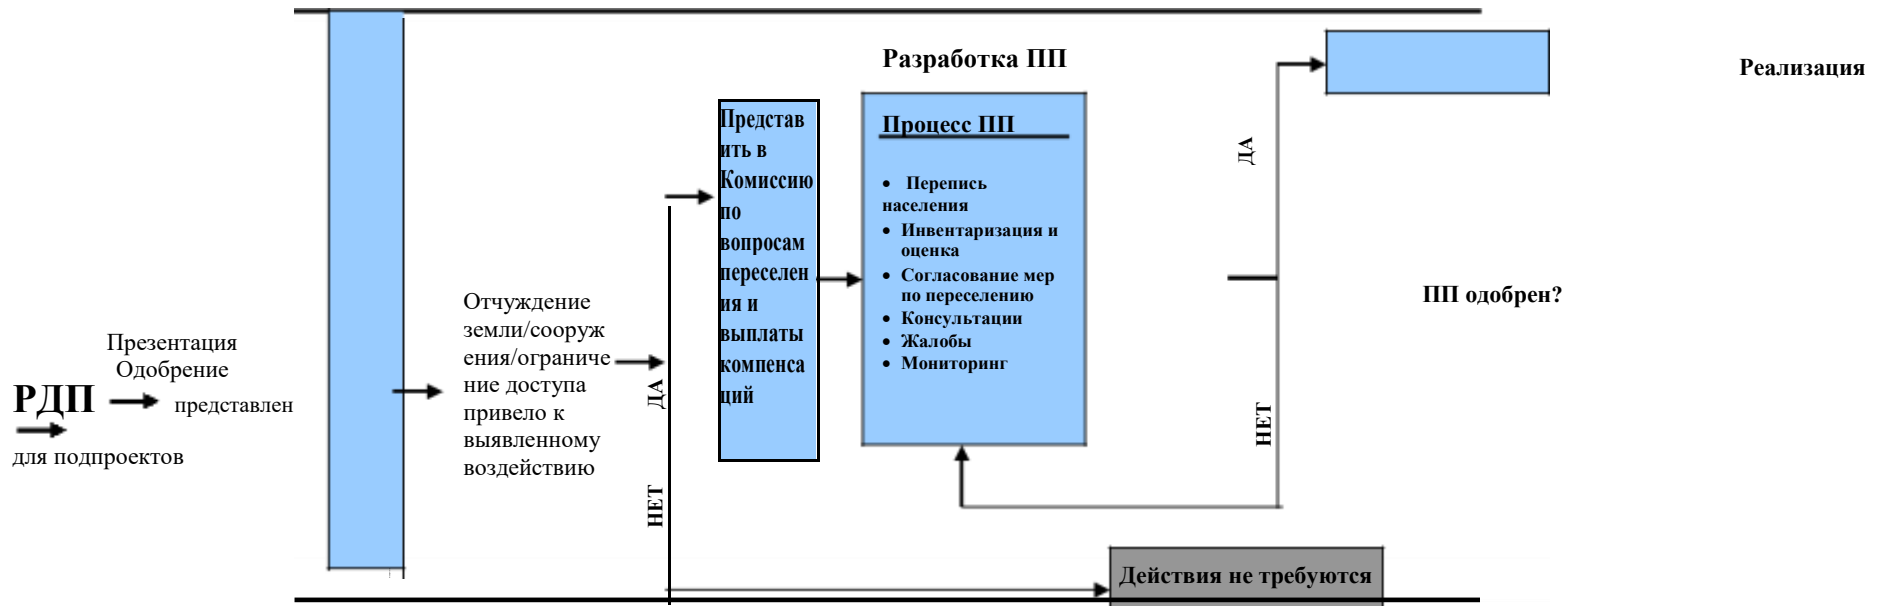 РДП
Презентация
Одобрение
представлен
для подпроектов
Отчуждение
земли/сооруж
ения/ограниче
ние доступа
привело к
выявленному
воздействию
ДА
НЕТ
Представ
ить в
Комиссию
по
вопросам
переселен
ия и
выплаты
компенса
ций
Разработка ПП
Процесс ПП
• Перепись
населения
• Инвентаризация и
оценка
• Согласование мер
по переселению
• Консультации
• Жалобы
• Мониторинг
ДА
НЕТ
Реализация
ПП одобрен?
Действия не требуются